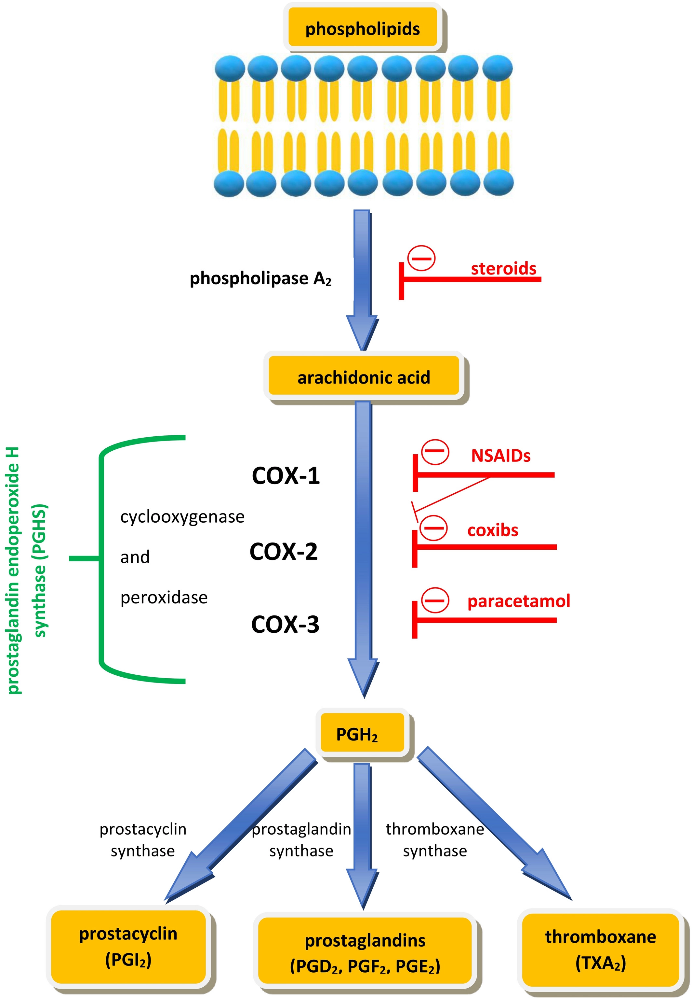 phospholipids
phospholipase A₂
steroids
arachidonic acid
prostaglandin endoperoxide H
synthase (PGHS)
COX-1
NSAIDs
cyclooxygenase
coxibs
and
COX-2
peroxidase
paracetamol
COX-3
PGH₂
prostacyclin
synthase
prostaglandin
synthase
thromboxane
synthase
prostacyclin
(PGI₂)
prostaglandins
(PGD₂, PGF₂, PGE₂)
thromboxane
(TXA₂)